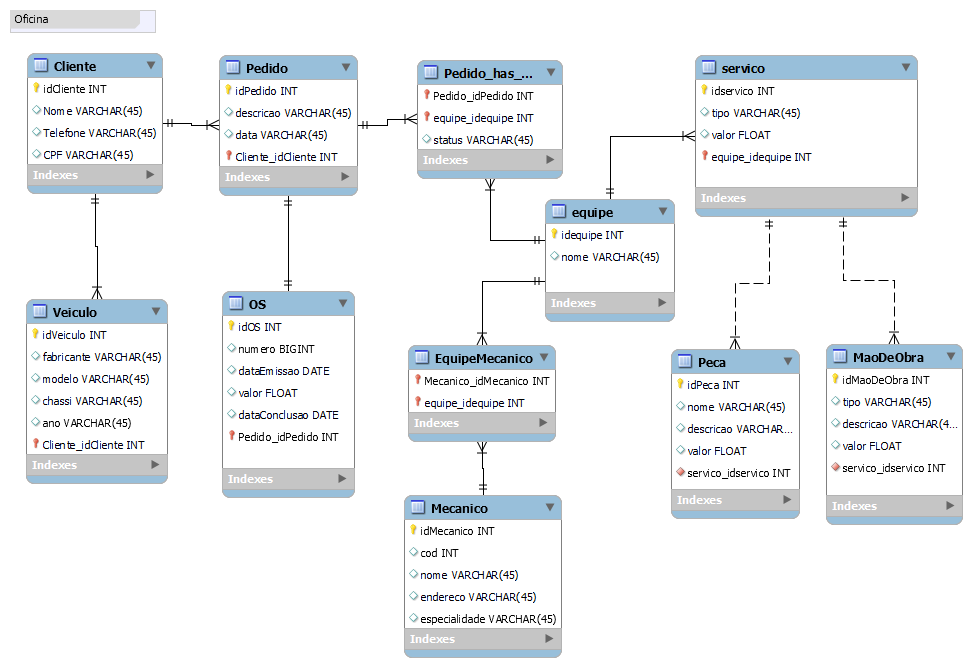 Oficina
Cliente
idCliente INT
Nome VARCHAR(45)
Telefone VARCHAR(45)
CPF VARCHAR(45)
Indexes
Pedido
idPedido INT
descricao VARCHAR(45)
data VARCHAR(45)
Cliente_idCliente INT
Indexes
Pedido_has_...
Pedido_idPedido INT
equipe_idequipe INT
status VARCHAR(45)
Indexes
servico
idservico INT
tipo VARCHAR(45)
valor FLOAT
equipe_idequipe INT
Indexes
equipe
idequipe INT
nome VARCHAR(45)
Indexes
Veiculo
idVeiculo INT
fabricante VARCHAR(45)
modelo VARCHAR(45)
chassi VARCHAR(45)
ano VARCHAR(45)
Cliente_idCliente INT
Indexes
OS
idOS INT
numero BIGINT
dataEmissao DATE
valor FLOAT
dataConclusao DATE
Pedido_idPedido INT
Indexes
EquipeMecanico
Mecanico_idMecanico INT
equipe_idequipe INT
Indexes
Peca
idPeca INT
nome VARCHAR(45)
descricao VARCHAR...
valor FLOAT
servico_idservico INT
Indexes
MaoDeObra
idMaoDeObra INT
tipo VARCHAR(45)
descricao VARCHAR(4...
valor FLOAT
servico_idservico INT
Indexes
Mecanico
idMecanico INT
cod INT
nome VARCHAR(45)
endereco VARCHAR(45)
especialidade VARCHAR(45)
Indexes